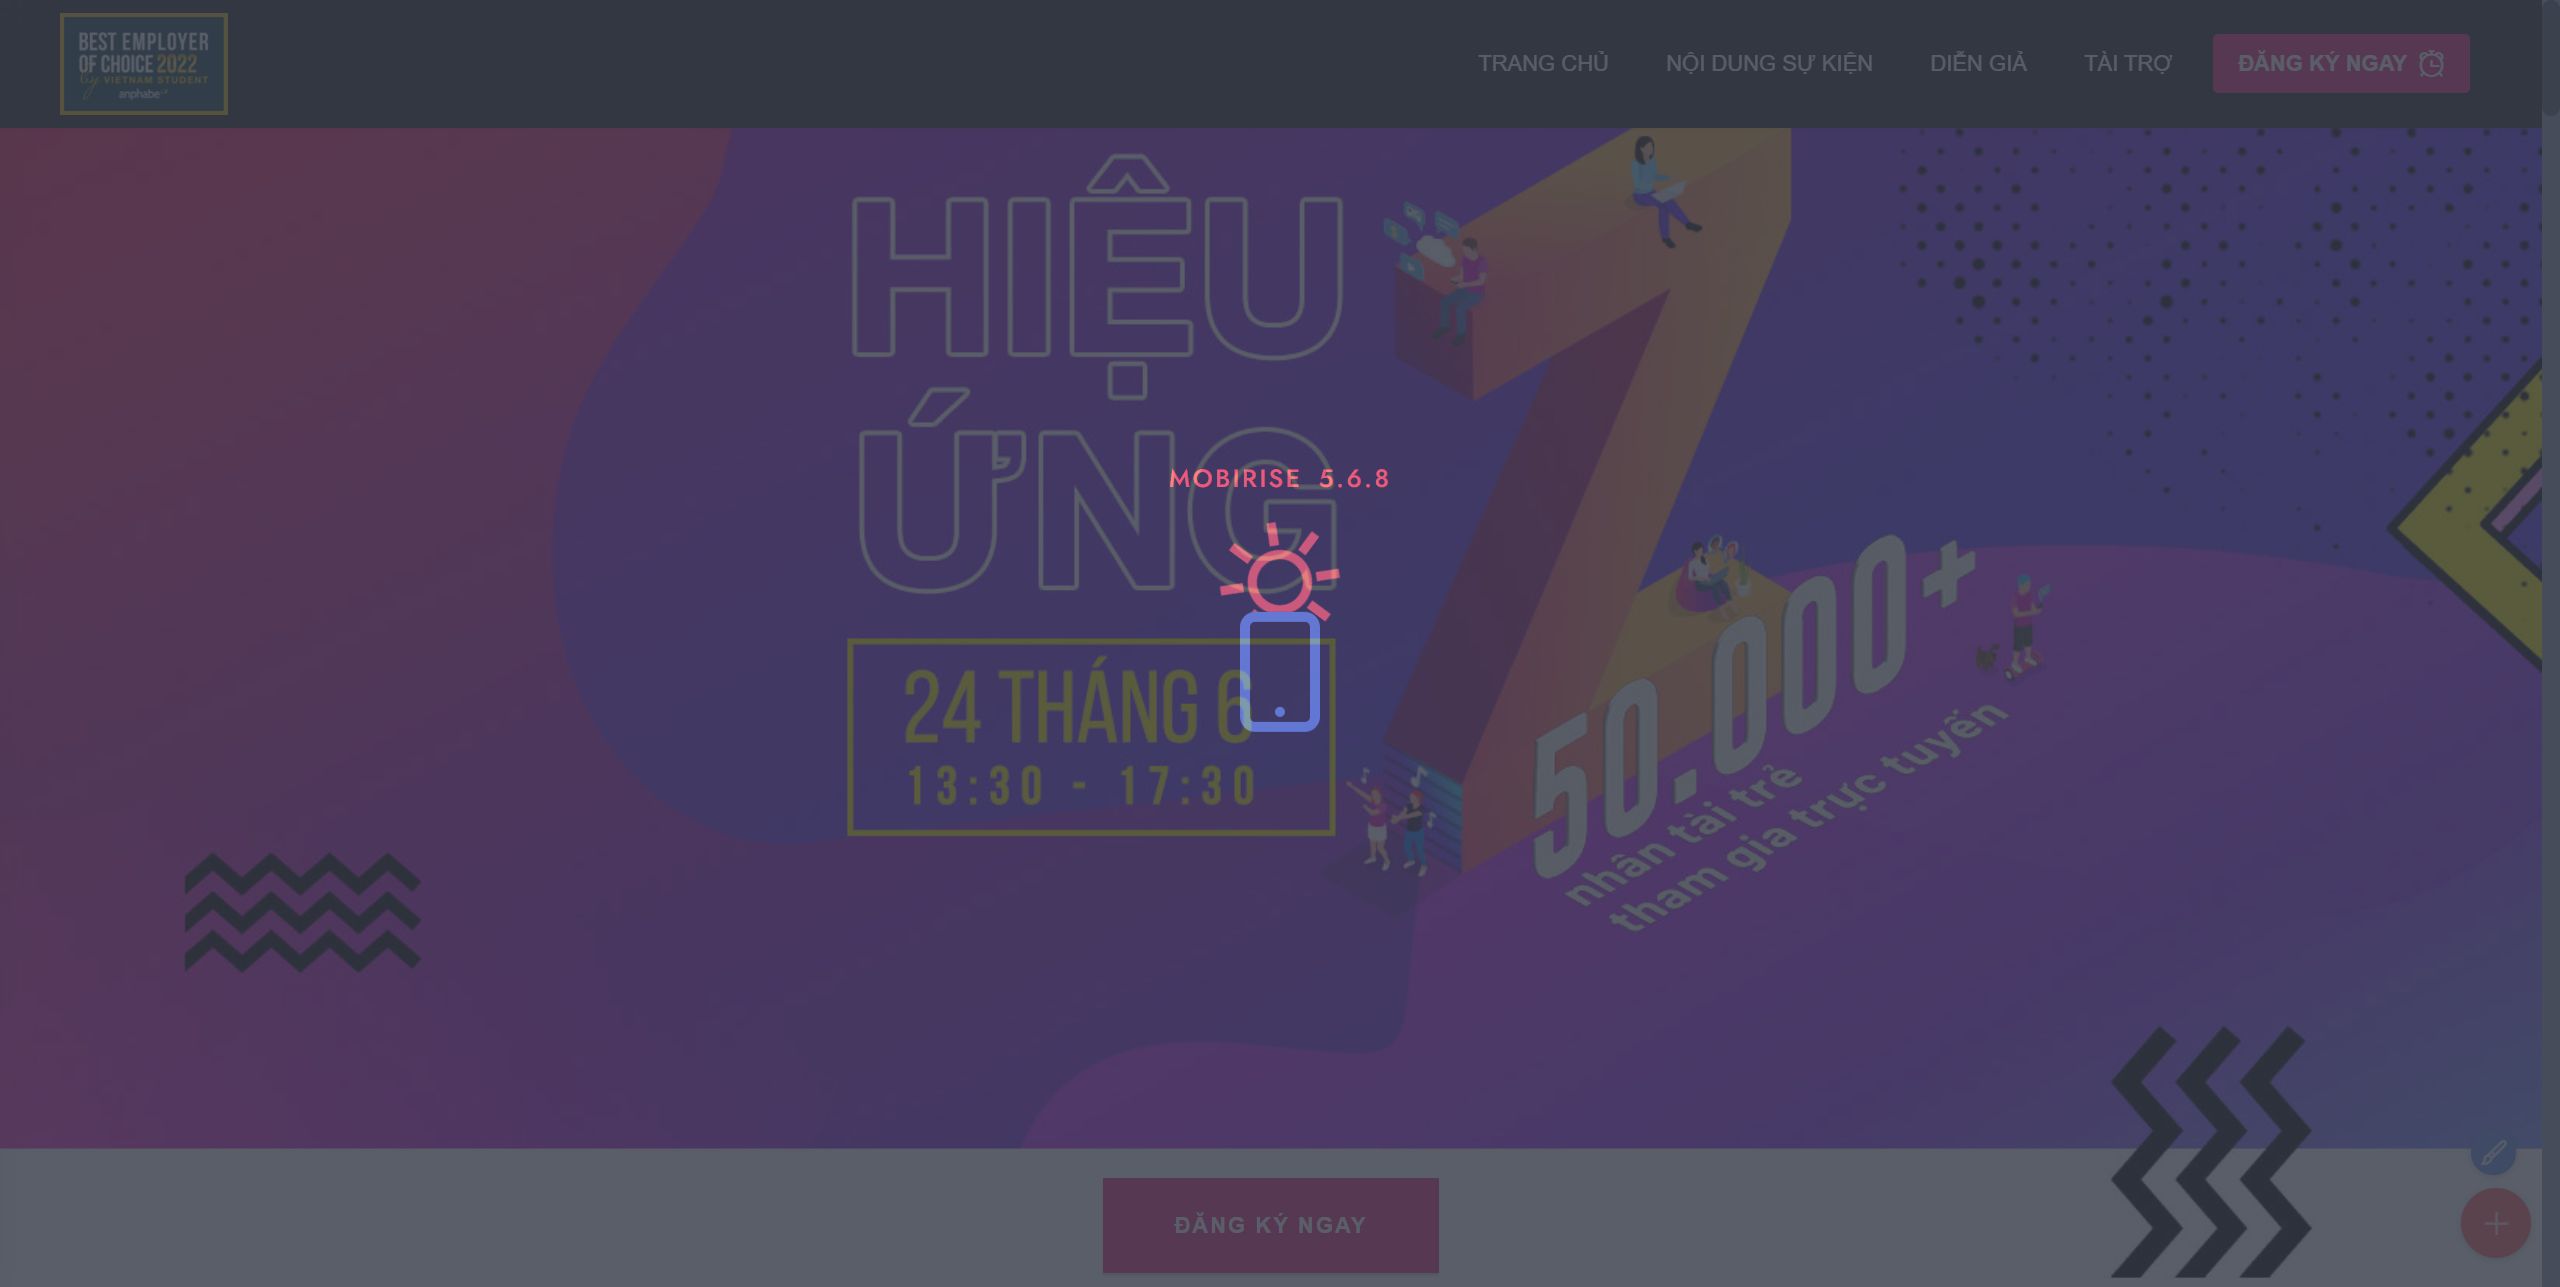 BEST EMPLOYER
OF CHOICE 2022
by VIETNAM STUDENT
anphabe
TRANG CHỦ
NỘI DUNG SỰ KIỆN
DIỄN GIẢ
TÀI TRỢ
ĐĂNG KÝ NGAY
HIỆU
ỨNG
Z
MOBIRISE 5.6.8
24 THÁNG 6
13:30 - 17:30
50.000+
nhân tài trẻ
tham gia trực tuyến
ĐĂNG KÝ NGAY